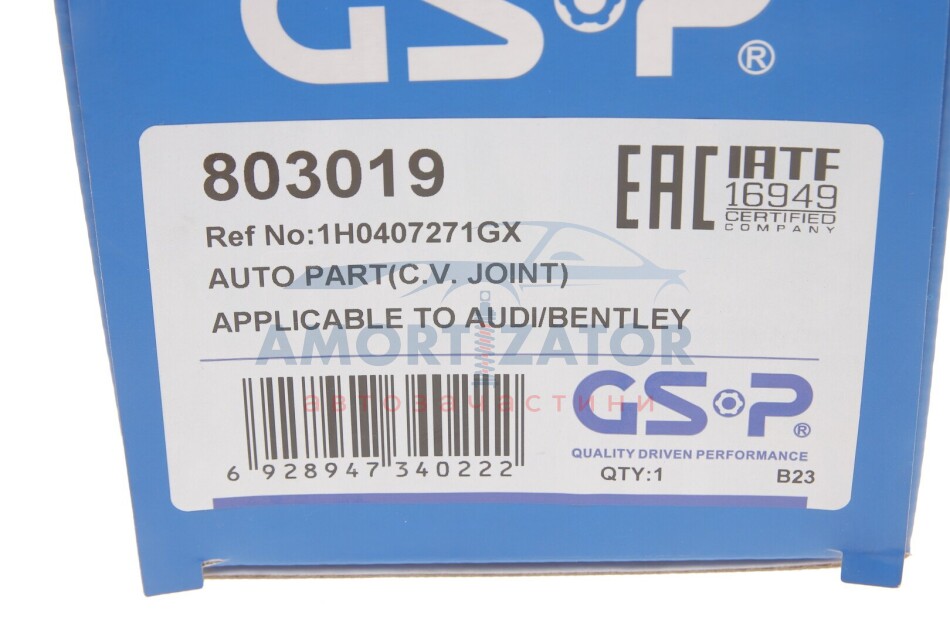 GSP ®
803019
EAC
IATF
16949
CERTIFIED
COMPANY
Ref No:1H0407271GX
AUTO PART(C.V. JOINT)
APPLICABLE TO AUDI/BENTLEY
AMORTIZATOR
автозапчастини
6 928947 340222
GSP ®
QUALITY DRIVEN PERFORMANCE
QTY:1 B23